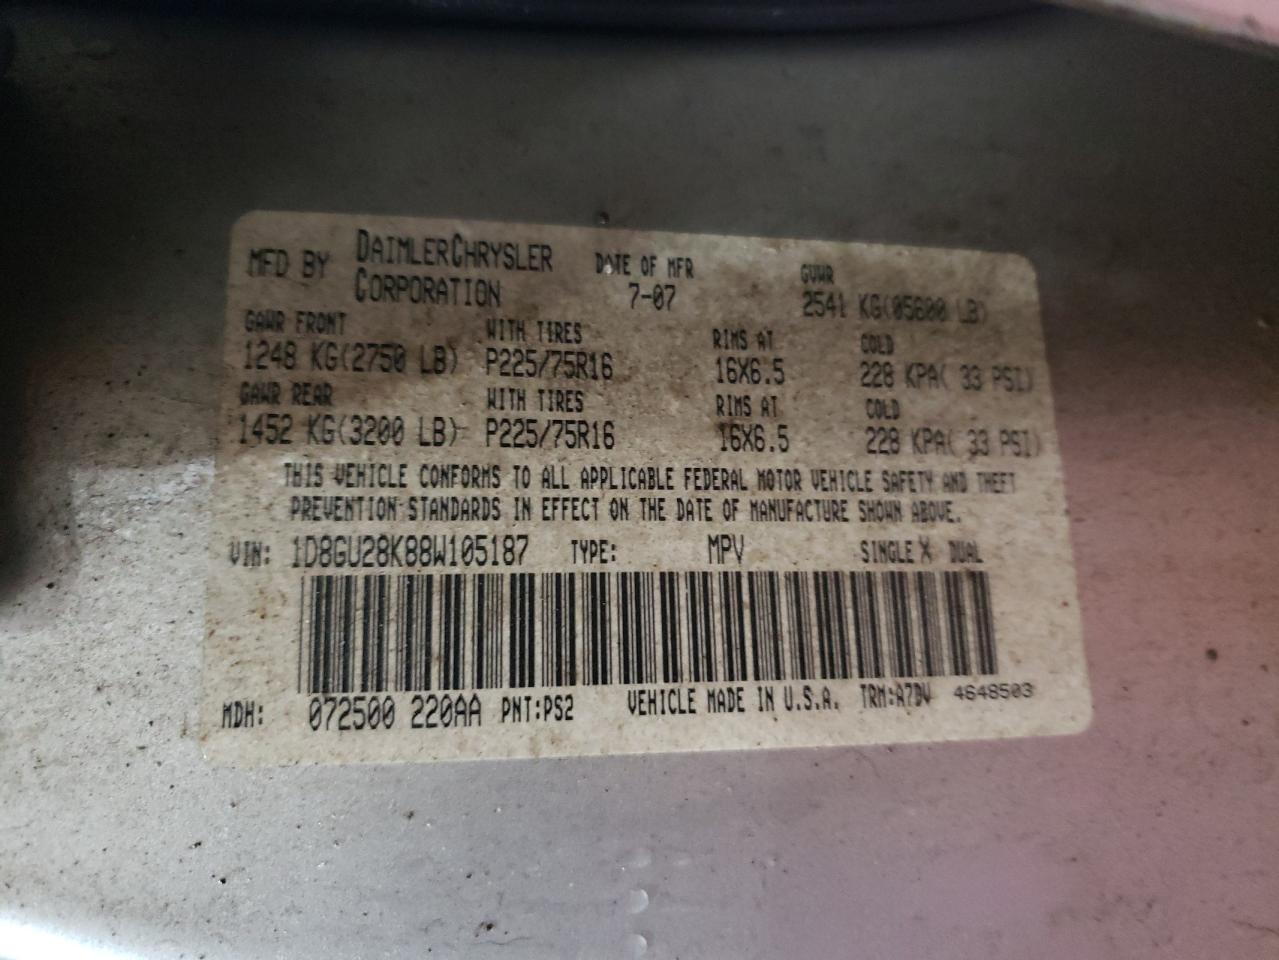 MFD BY DAIMLERCHRYSLER CORPORATION DATE OF MFR 7-07 GVWR 2541 KG(05600 LB)
GAWR FRONT WITH TIRES RIMS AT COLD
1248 KG(2750 LB) P225/75R16 16X6.5 228 KPA( 33 PSI)
GAWR REAR WITH TIRES RIMS AT COLD
1452 KG(3200 LB) P225/75R16 16X6.5 228 KPA( 33 PSI)
THIS VEHICLE CONFORMS TO ALL APPLICABLE FEDERAL MOTOR VEHICLE SAFETY AND THEFT
PREVENTION STANDARDS IN EFFECT ON THE DATE OF MANUFACTURE SHOWN ABOVE.
VIN: 1D8GU28K88W105187 TYPE: MPV SINGLE X DUAL
MDH: 072500 220AA PNT:PS2 VEHICLE MADE IN U.S.A. TRM:A7DV 4648503